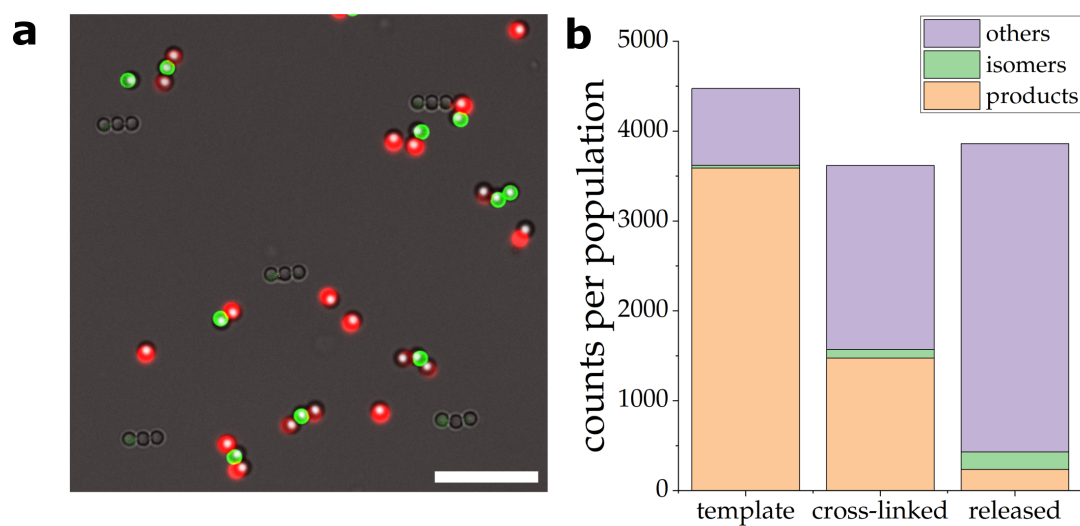 a
b
others
isomers
products
counts per population
5000
4000
3000
2000
1000
0
template
cross-linked
released